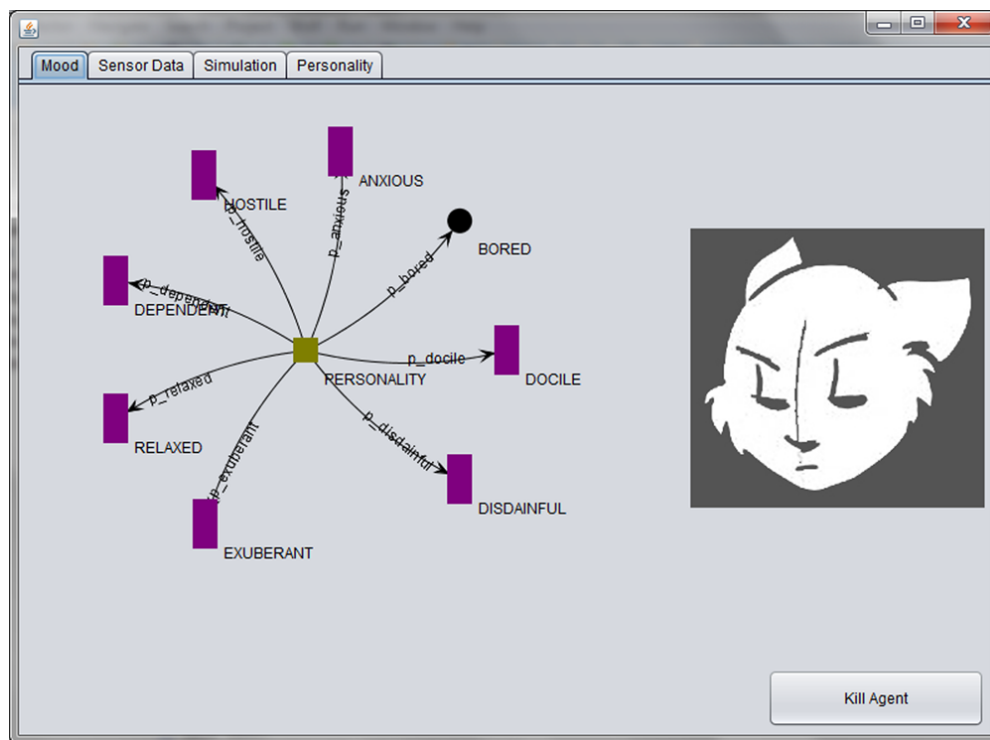 Mood
Sensor Data
Simulation
Personality
ANXIOUS
HOSTILE
p_anxious
p_hostile
BORED
p_bored
p_dependent
DEPENDENT
p_docile
PERSONALITY
DOCILE
p_relaxed
RELAXED
p_disdainful
p_exuberant
DISDAINFUL
EXUBERANT
Kill Agent